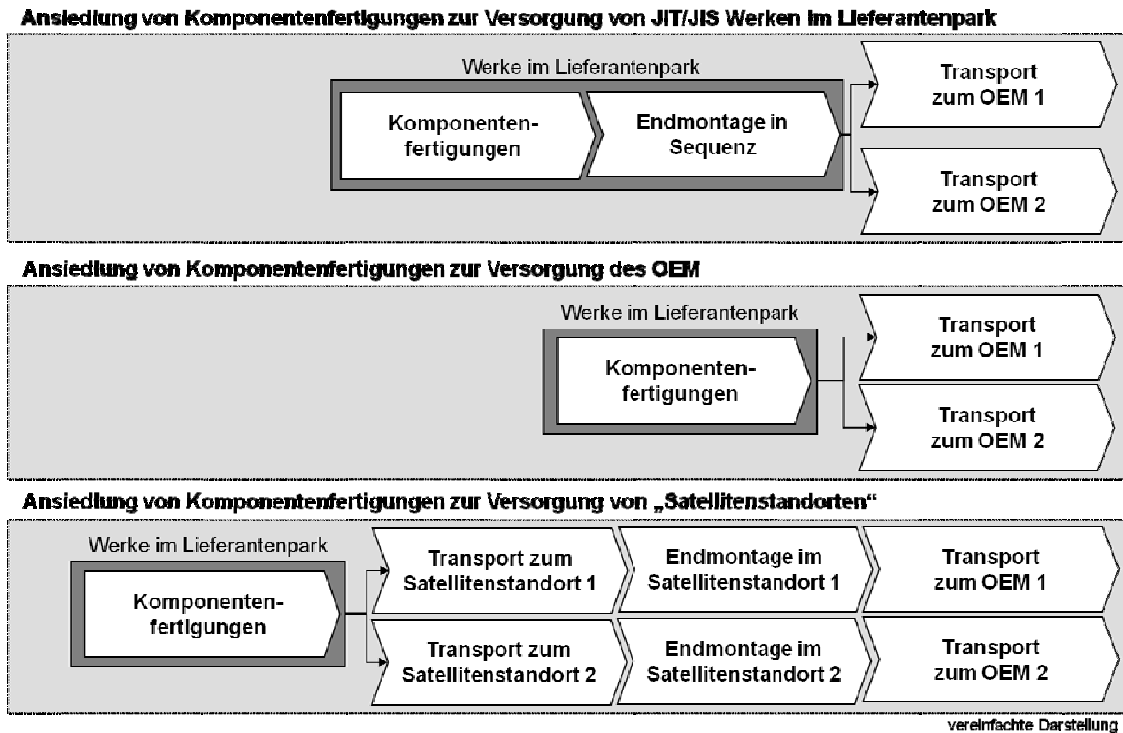 Ansiedlung von Komponentenfertigungen zur Versorgung von JIT/JIS Werken im Lieferantenpark
Werke im Lieferantenpark
Komponenten-
fertigungen
Endmontage in
Sequenz
Transport
zum OEM 1
Transport
zum OEM 2
Ansiedlung von Komponentenfertigungen zur Versorgung des OEM
Werke im Lieferantenpark
Komponenten-
fertigungen
Transport
zum OEM 1
Transport
zum OEM 2
Ansiedlung von Komponentenfertigungen zur Versorgung von „Satellitenstandorten“
Werke im Lieferantenpark
Komponenten-
fertigungen
Transport zum
Satellitenstandort 1
Endmontage im
Satellitenstandort 1
Transport
zum OEM 1
Transport zum
Satellitenstandort 2
Endmontage im
Satellitenstandort 2
Transport
zum OEM 2
vereinfachte Darstellung